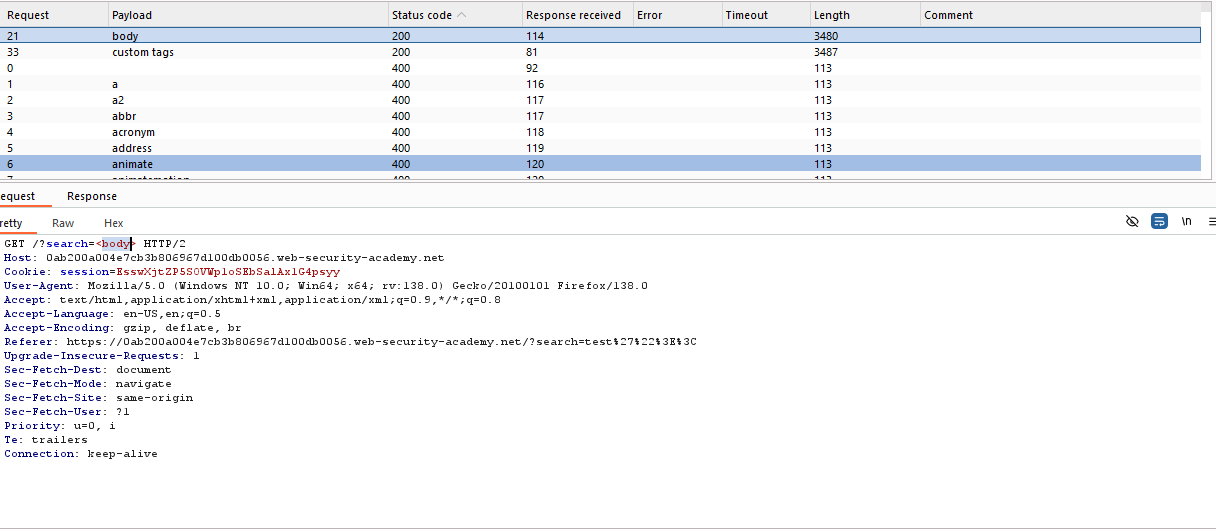 Request Payload Status code Response received Error Timeout Length Comment
21 body 200 114 3480
33 custom tags 200 81 3487
0 400 92 113
1 a 400 116 113
2 a2 400 117 113
3 abbr 400 117 113
4 acronym 400 118 113
5 address 400 119 113
6 animate 400 120 113
equest Response
retty Raw Hex \n
GET /?search=<body> HTTP/2
Host: 0ab200a004e7cb3b806967d100db0056.web-security-academy.net
Cookie: session=EsswXjtZP5S0VWploSEbSalAxlG4psyy
User-Agent: Mozilla/5.0 (Windows NT 10.0; Win64; x64; rv:138.0) Gecko/20100101 Firefox/138.0
Accept: text/html,application/xhtml+xml,application/xml;q=0.9,*/*;q=0.8
Accept-Language: en-US,en;q=0.5
Accept-Encoding: gzip, deflate, br
Referer: https://0ab200a004e7cb3b806967d100db0056.web-security-academy.net/?search=test%27%22%3E%3C
Upgrade-Insecure-Requests: 1
Sec-Fetch-Dest: document
Sec-Fetch-Mode: navigate
Sec-Fetch-Site: same-origin
Sec-Fetch-User: ?1
Priority: u=0, i
Te: trailers
Connection: keep-alive